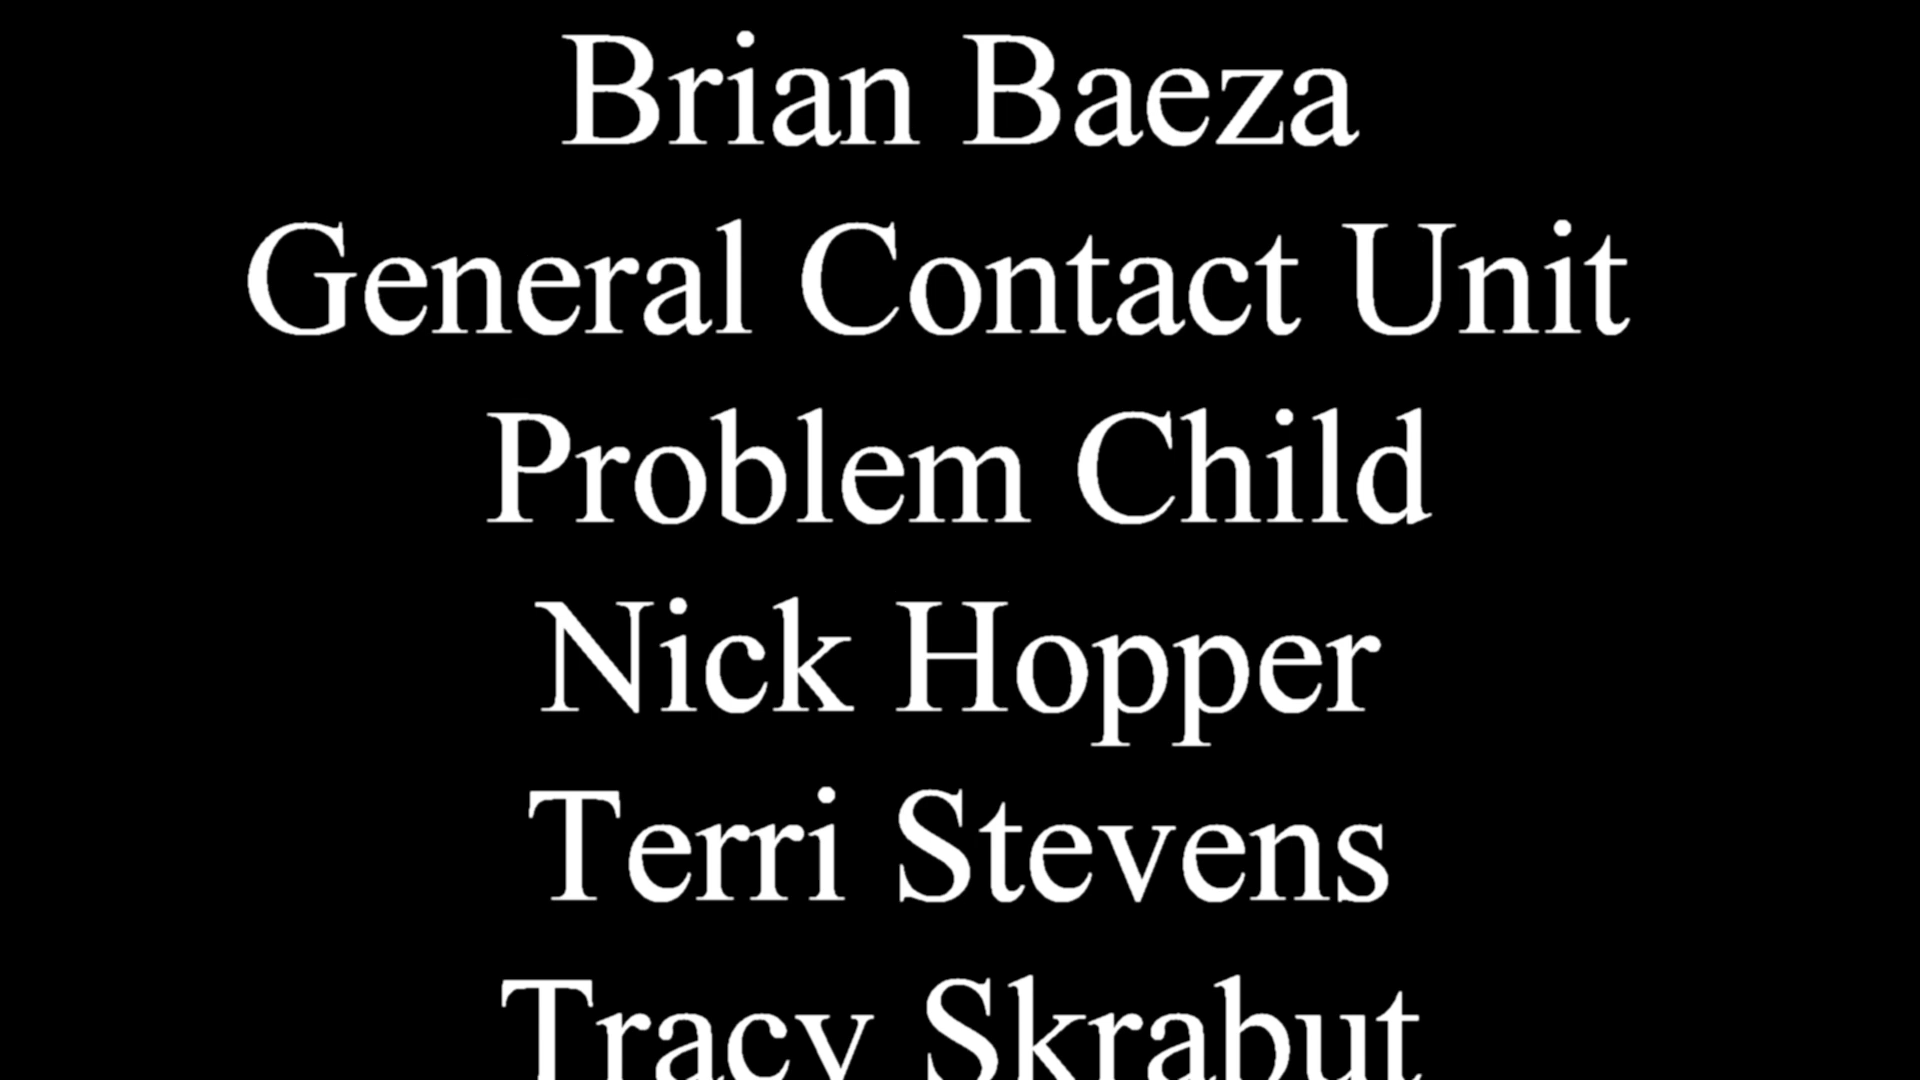 Brian Baeza
General Contact Unit
Problem Child
Nick Hopper
Terri Stevens
Tracy Skrabut